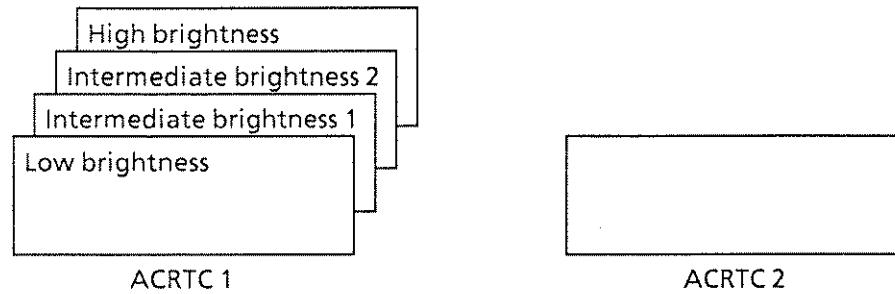 High brightness
Intermediate brightness 2
Intermediate brightness 1
Low brightness
ACRTC 1
ACRTC 2